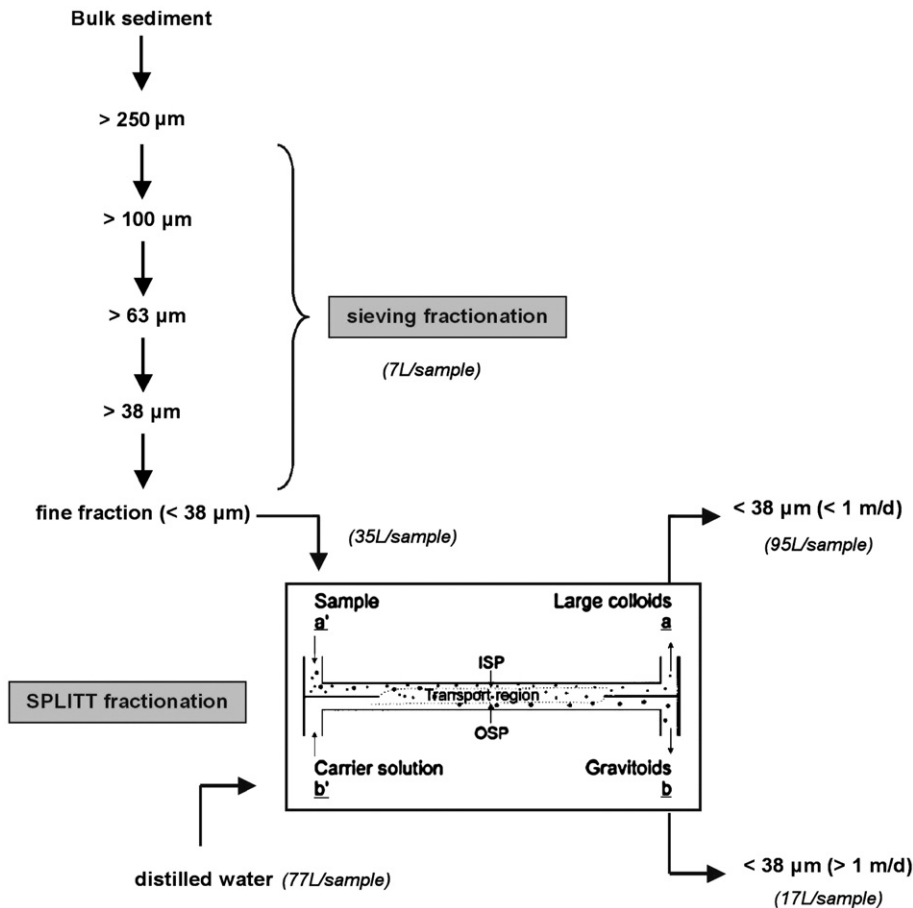 Bulk sediment
> 250 µm
> 100 µm
> 63 µm
> 38 µm
sieving fractionation
(7L/sample)
fine fraction (< 38 µm)
(35L/sample)
< 38 µm (< 1 m/d)
(95L/sample)
Sample
a'
Large colloids
a
ISP
Transport region
OSP
SPLITT fractionation
Carrier solution
b'
Gravitoids
b
distilled water (77L/sample)
< 38 µm (> 1 m/d)
(17L/sample)